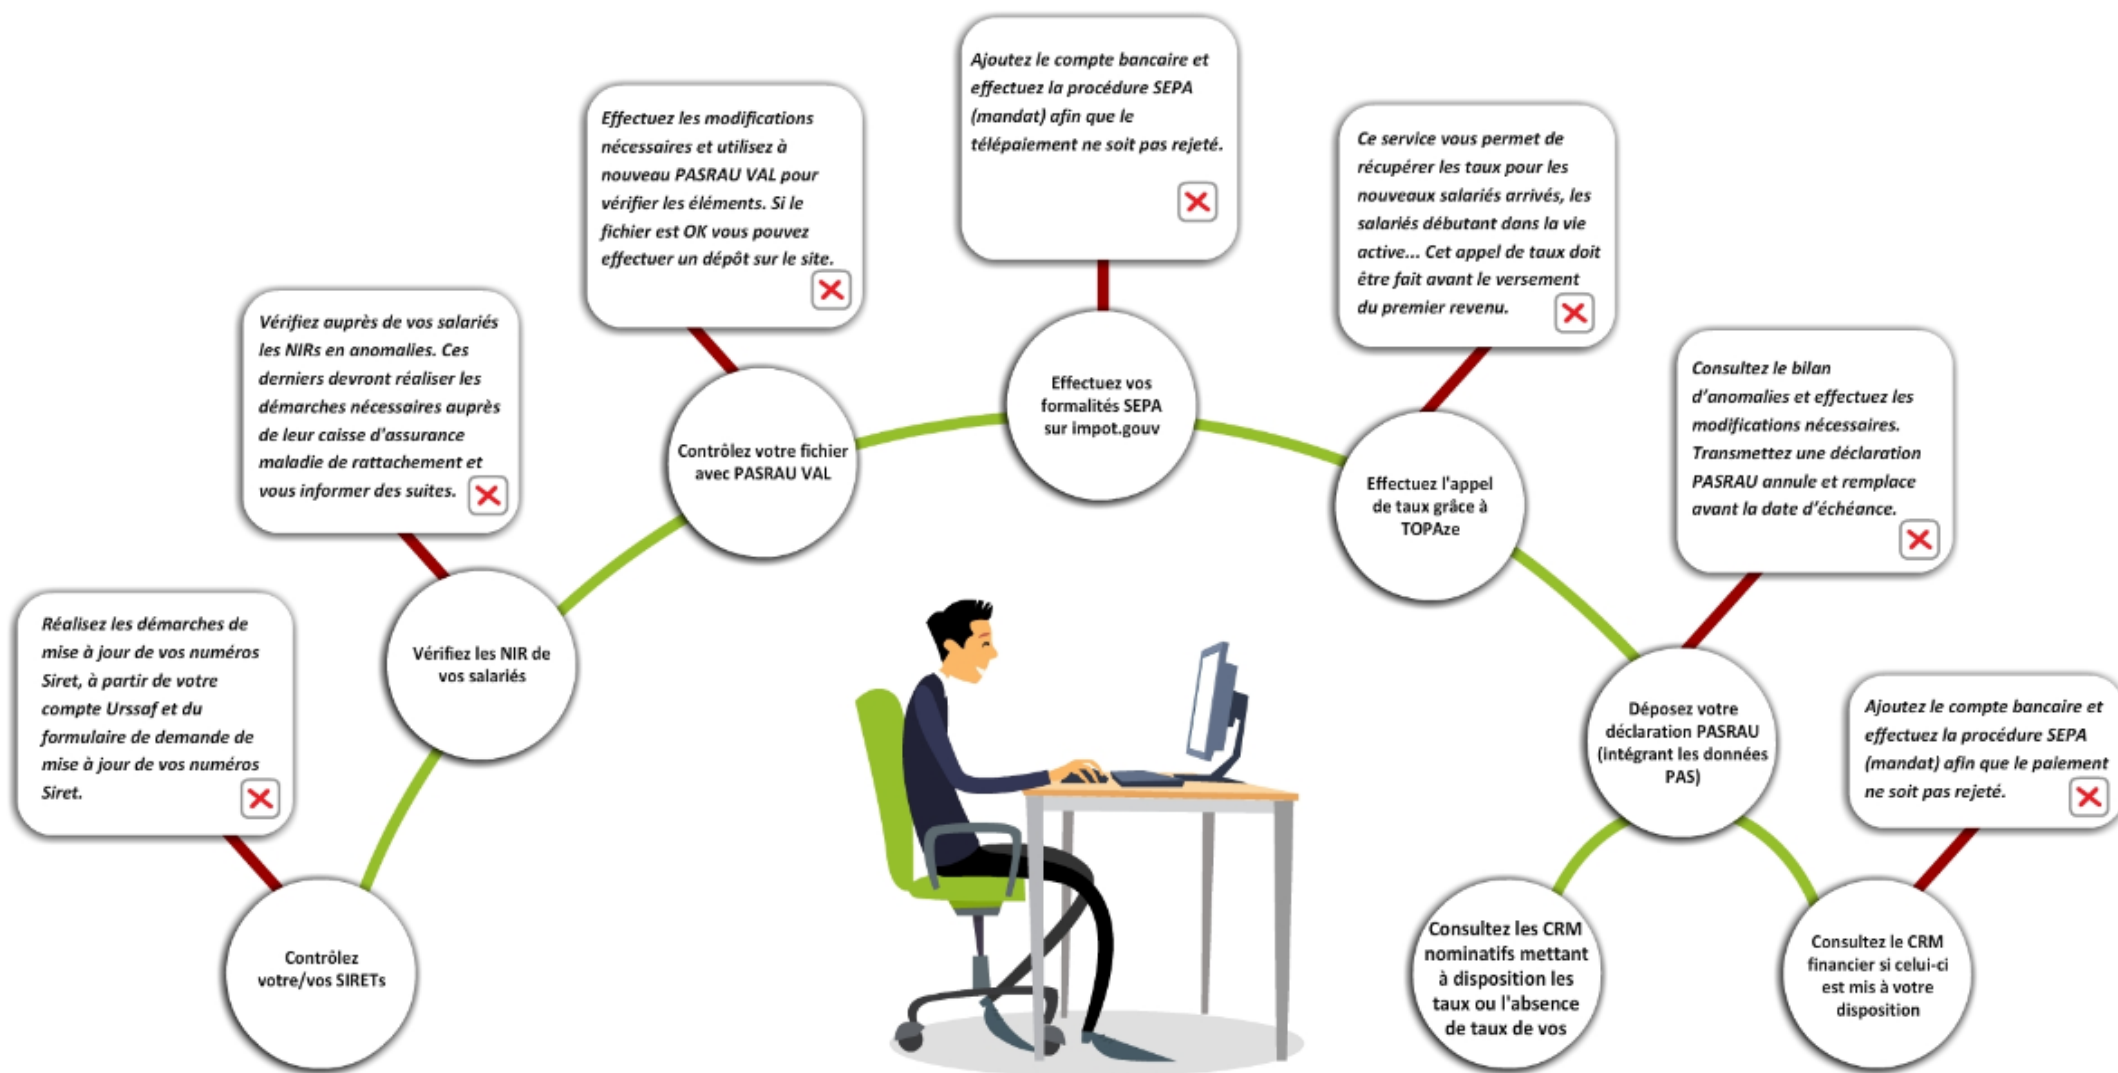 Réalisez les démarches de
mise à jour de vos numéros
Siret, à partir de votre
compte Urssaf et du
formulaire de demande de
mise à jour de vos numéros
Siret.
Contrôlez
votre/vos SIRETs
Vérifiez auprès de vos salariés
les NIRs en anomalies. Ces
derniers devront réaliser les
démarches nécessaires auprès
de leur caisse d'assurance
maladie de rattachement et
vous informer des suites.
Vérifiez les NIR de
vos salariés
Effectuez les modifications
nécessaires et utilisez à
nouveau PASRAU VAL pour
vérifier les éléments. Si le
fichier est OK vous pouvez
effectuer un dépôt sur le site.
Contrôlez votre fichier
avec PASRAU VAL
Ajoutez le compte bancaire et
effectuez la procédure SEPA
(mandat) afin que le
télépaiement ne soit pas rejeté.
Effectuez vos
formalités SEPA
sur impot.gouv
Ce service vous permet de
récupérer les taux pour les
nouveaux salariés arrivés, les
salariés débutant dans la vie
active... Cet appel de taux doit
être fait avant le versement
du premier revenu.
Effectuez l'appel
de taux grâce à
TOPAze
Consultez le bilan
d'anomalies et effectuez les
modifications nécessaires.
Transmettez une déclaration
PASRAU annule et remplace
avant la date d'échéance.
Déposez votre
déclaration PASRAU
(intégrant les données
PAS)
Consultez les CRM
nominatifs mettant
à disposition les
taux ou l'absence
de taux de vos
Ajoutez le compte bancaire et
effectuez la procédure SEPA
(mandat) afin que le paiement
ne soit pas rejeté.
Consultez le CRM
financier si celui-ci
est mis à votre
disposition